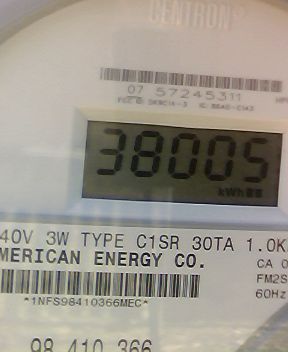 CENTRON®
07 57245311
38005
kWh
40V 3W TYPE C1SR 30TA 1.0K
MERICAN ENERGY CO.
CA 0
FM2S
60Hz
*1NFS98410366MEC*
98 410 366